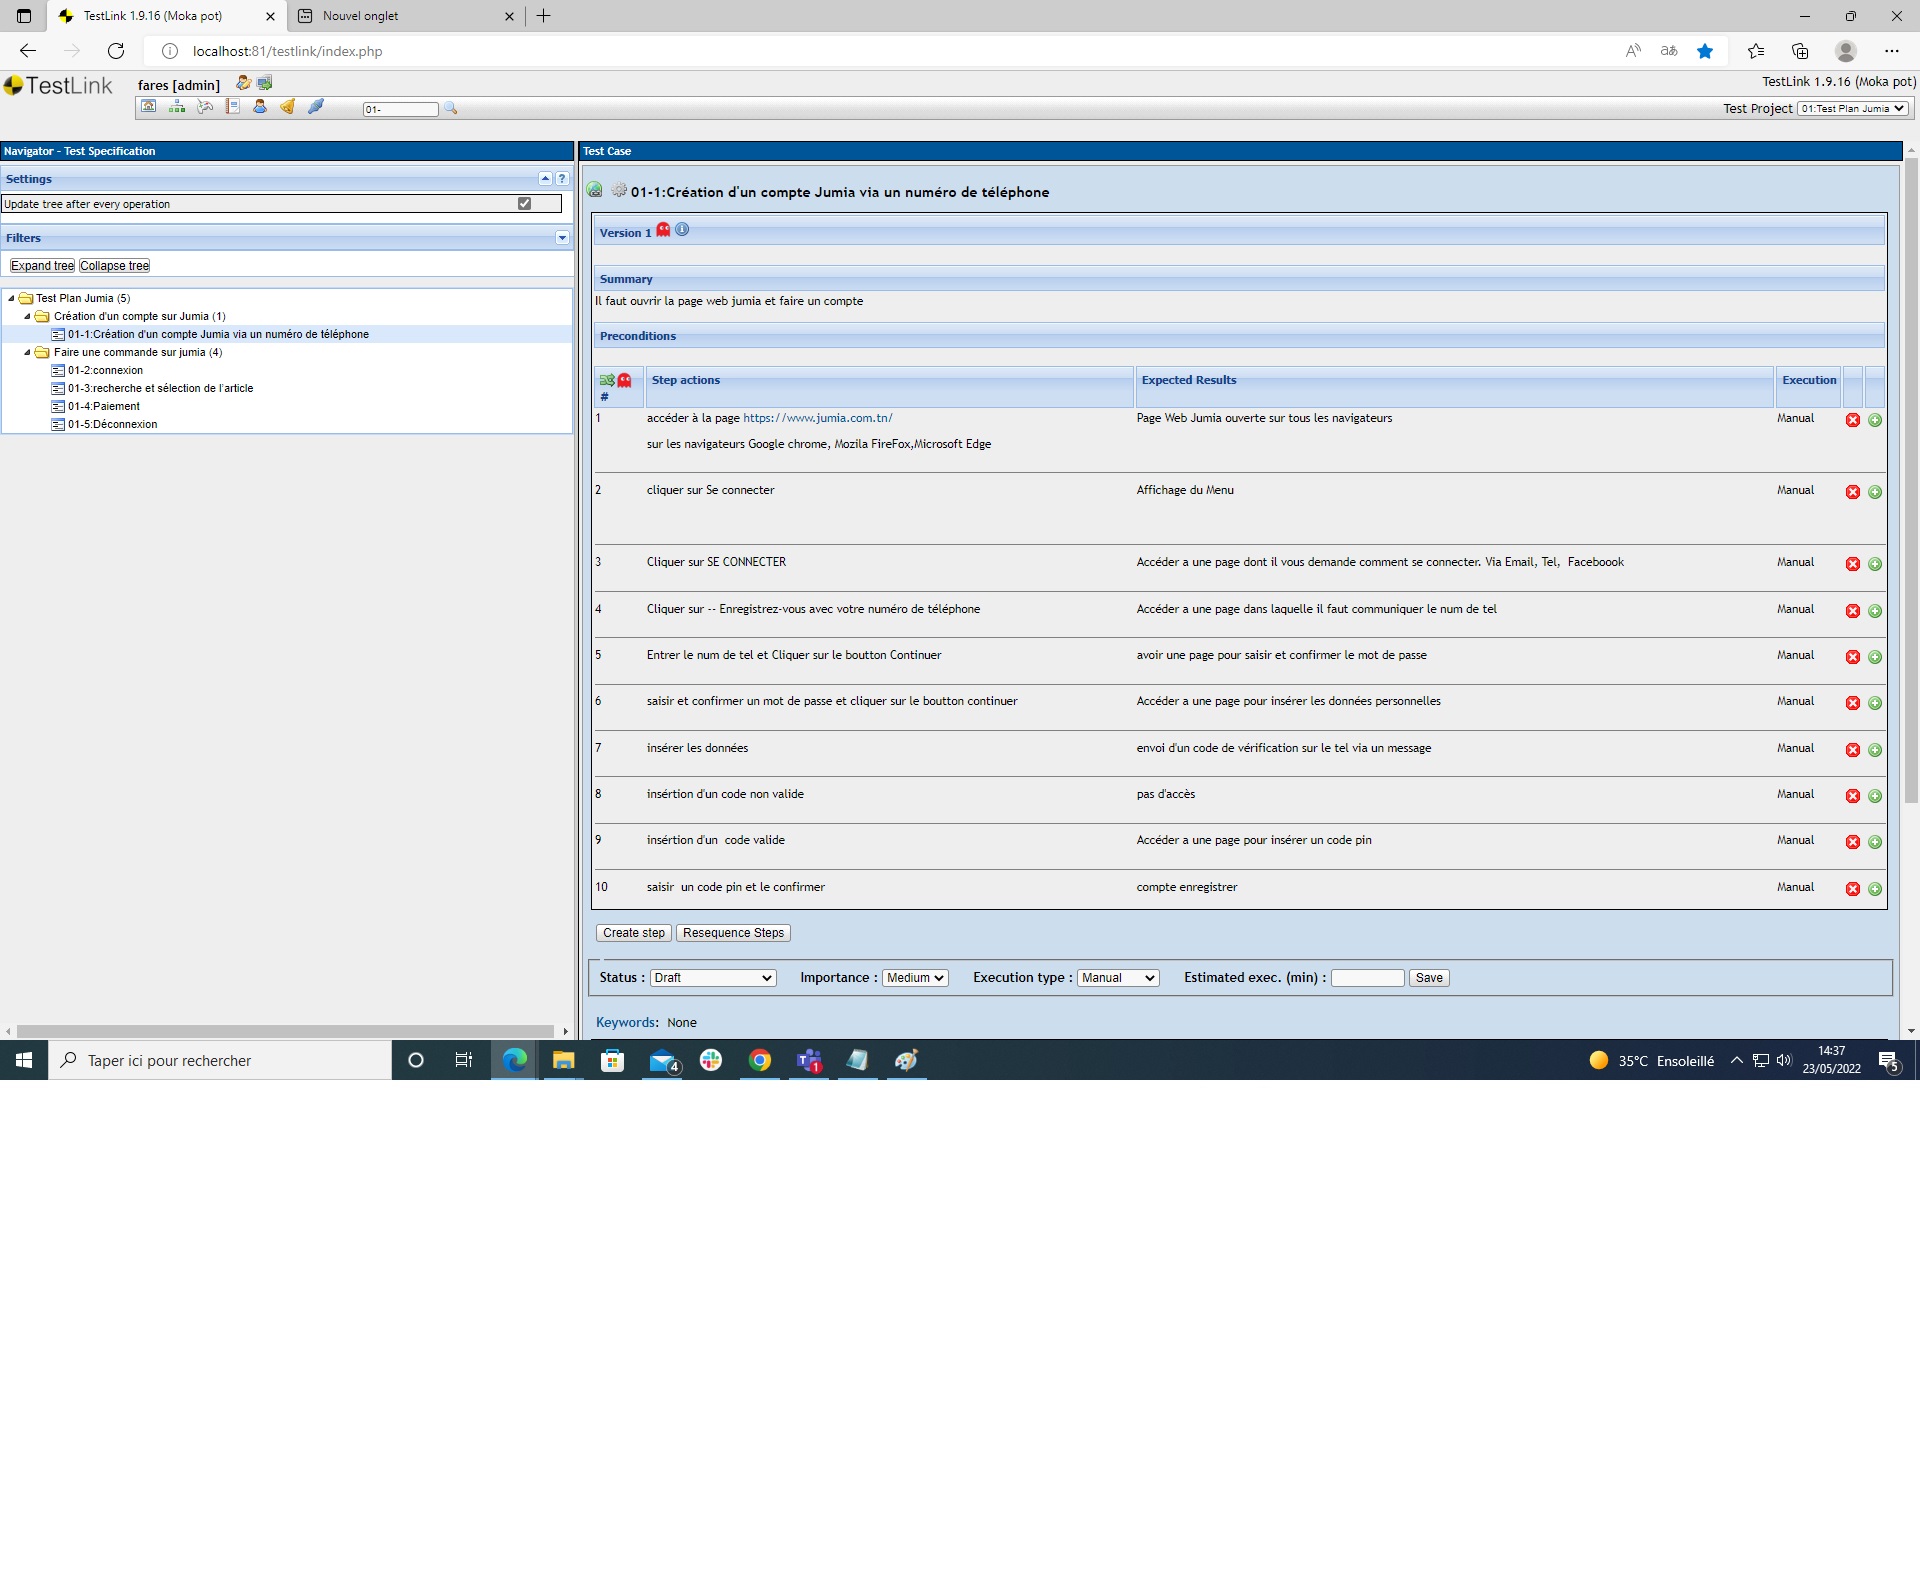 TestLink 1.9.16 (Moka pot)
Nouvel onglet
localhost:81/testlink/index.php
TestLink
fares [admin]
TestLink 1.9.16 (Moka pot)
01-
Test Project 01:Test Plan Jumia
Navigator - Test Specification
Settings
Update tree after every operation
Filters
Expand tree Collapse tree
Test Plan Jumia (5)
Création d'un compte sur Jumia (1)
01-1:Création d'un compte Jumia via un numéro de téléphone
Faire une commande sur jumia (4)
01-2:connexion
01-3:recherche et sélection de l'article
01-4:Paiement
01-5:Déconnexion
Test Case
01-1:Création d'un compte Jumia via un numéro de téléphone
Version 1
Summary
Il faut ouvrir la page web jumia et faire un compte
Preconditions
# Step actions Expected Results Execution
1 accéder à la page https://www.jumia.com.tn/ Page Web Jumia ouverte sur tous les navigateurs Manual
sur les navigateurs Google chrome, Mozila FireFox,Microsoft Edge
2 cliquer sur Se connecter Affichage du Menu Manual
3 Cliquer sur SE CONNECTER Accéder a une page dont il vous demande comment se connecter. Via Email, Tel, Faceboook Manual
4 Cliquer sur -- Enregistrez-vous avec votre numéro de téléphone Accéder a une page dans laquelle il faut communiquer le num de tel Manual
5 Entrer le num de tel et Cliquer sur le boutton Continuer avoir une page pour saisir et confirmer le mot de passe Manual
6 saisir et confirmer un mot de passe et cliquer sur le boutton continuer Accéder a une page pour insérer les données personnelles Manual
7 insérer les données envoi d'un code de vérification sur le tel via un message Manual
8 insértion d'un code non valide pas d'accès Manual
9 insértion d'un code valide Accéder a une page pour insérer un code pin Manual
10 saisir un code pin et le confirmer compte enregistrer Manual
Create step Resequence Steps
Status : Draft Importance : Medium Execution type : Manual Estimated exec. (min) : Save
Keywords: None
Taper ici pour rechercher
4
1
35°C Ensoleillé
14:37
23/05/2022
5